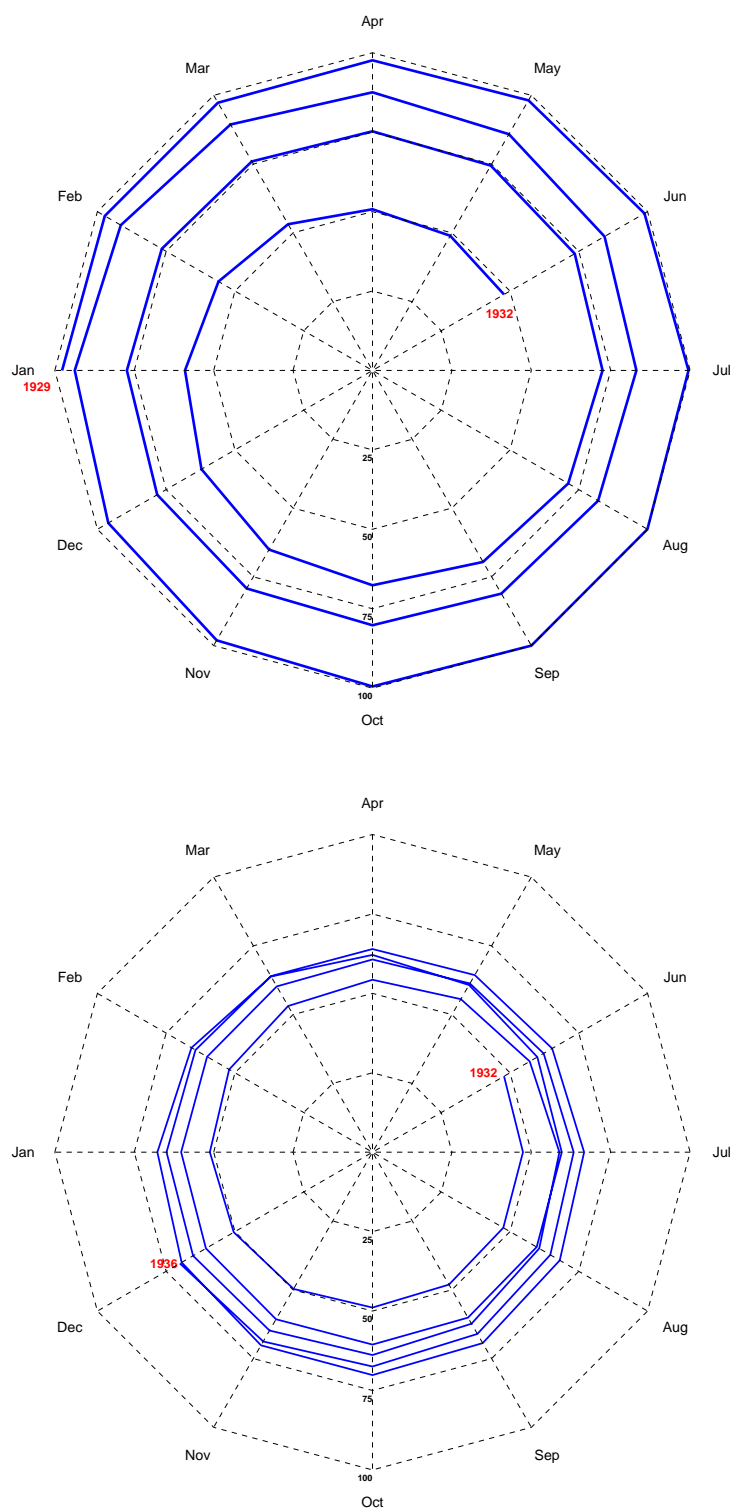 Apr
Mar
May
Feb
Jun
1932
Jan
Jul
1929
25
50
Dec
Aug
75
Nov
Sep
100
Oct
Apr
Mar
May
Feb
Jun
1932
Jan
Jul
25
1936
50
Dec
Aug
75
Nov
Sep
100
Oct